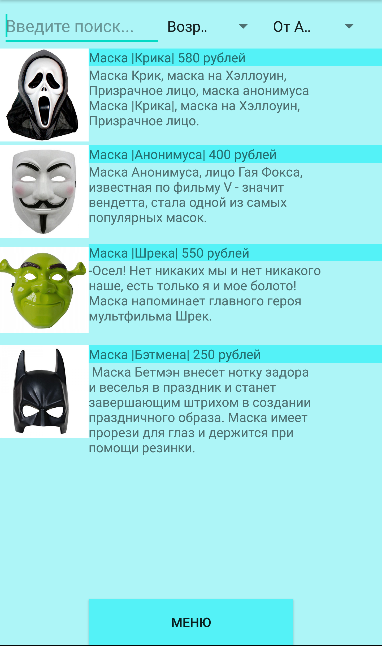 Введите поиск...
Возр..
От А..
Маска |Крика| 580 рублей
Маска Крик, маска на Хэллоуин,
Призрачное лицо, маска анонимуса
Маска |Крика|, маска на Хэллоуин,
Призрачное лицо.
Маска |Анонимуса| 400 рублей
Маска Анонимуса, лицо Гая Фокса,
известная по фильму V - значит
вендетта, стала одной из самых
популярных масок.
Маска |Шрека| 550 рублей
-Осел! Нет никаких мы и нет никакого
наше, есть только я и мое болото!
Маска напоминает главного героя
мультфильма Шрек.
Маска |Бэтмена| 250 рублей
Маска Бетмэн внесет нотку задора
и веселья в праздник и станет
завершающим штрихом в создании
праздничного образа. Маска имеет
прорези для глаз и держится при
помощи резинки.
МЕНЮ